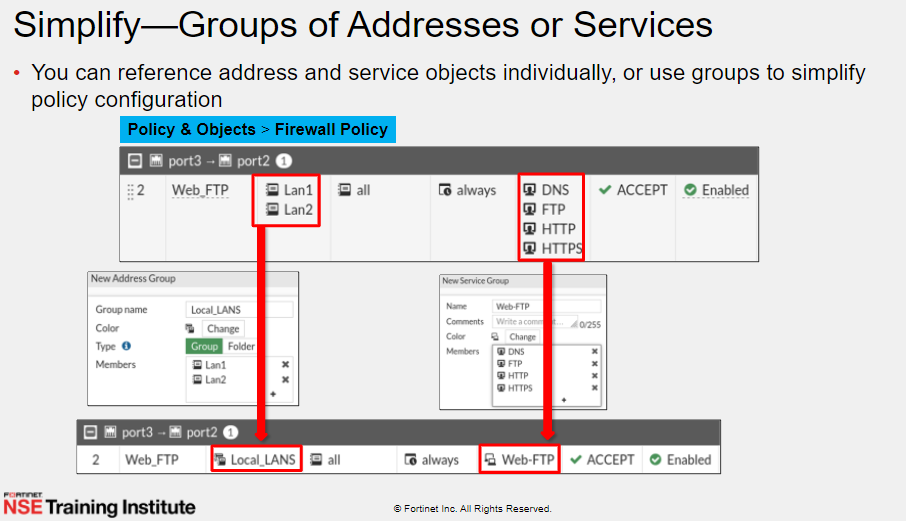 Simplify—Groups of Addresses or Services
• You can reference address and service objects individually, or use groups to simplify
policy configuration
Policy & Objects > Firewall Policy
port3 → port2 1
2 Web_FTP Lan1 all always DNS ACCEPT Enabled
Lan2 FTP
HTTP
HTTPS
New Address Group
Group name Local_LANS
Color Change
Type Group Folder
Members Lan1
Lan2
+
New Service Group
Name Web-FTP
Comments Write a comment... 0/255
Color Change
Members DNS
FTP
HTTP
HTTPS
+
port3 → port2 1
2 Web_FTP Local_LANS all always Web-FTP ACCEPT Enabled
FORTINET
NSE Training Institute
© Fortinet Inc. All Rights Reserved.